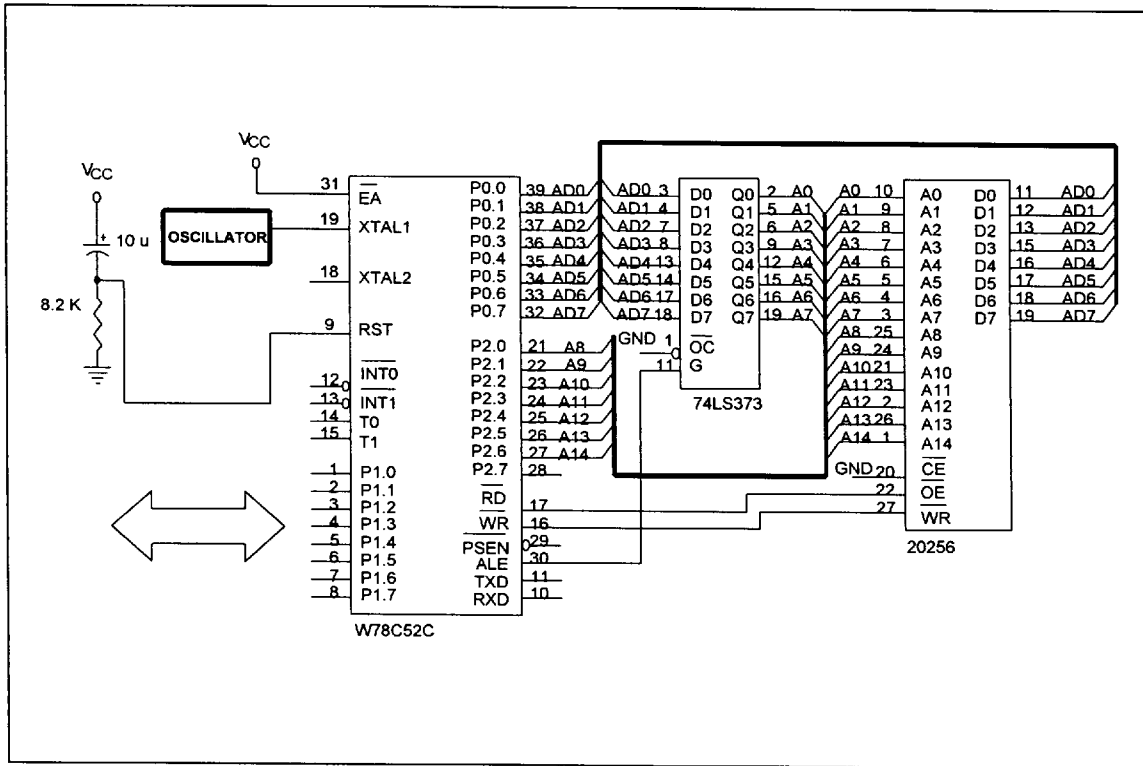 VCC
VCC
10 u
8.2 K
OSCILLATOR
31 EA
19 XTAL1
18 XTAL2
9 RST
12 INT0
13 INT1
14 T0
15 T1
1 P1.0
2 P1.1
3 P1.2
4 P1.3
5 P1.4
6 P1.5
7 P1.6
8 P1.7
P0.0 39 AD0
P0.1 38 AD1
P0.2 37 AD2
P0.3 36 AD3
P0.4 35 AD4
P0.5 34 AD5
P0.6 33 AD6
P0.7 32 AD7
P2.0 21 A8
P2.1 22 A9
P2.2 23 A10
P2.3 24 A11
P2.4 25 A12
P2.5 26 A13
P2.6 27 A14
P2.7 28
RD 17
WR 16
PSEN 29
ALE 30
TXD 11
RXD 10
W78C52C
AD0 3 D0 Q0 2 A0
AD1 4 D1 Q1 5 A1
AD2 7 D2 Q2 6 A2
AD3 8 D3 Q3 9 A3
AD4 13 D4 Q4 12 A4
AD5 14 D5 Q5 15 A5
AD6 17 D6 Q6 16 A6
AD7 18 D7 Q7 19 A7
GND 1 OC
11 G
74LS373
A0 10 A0 D0 11 AD0
A1 9 A1 D1 12 AD1
A2 8 A2 D2 13 AD2
A3 7 A3 D3 15 AD3
A4 6 A4 D4 16 AD4
A5 5 A5 D5 17 AD5
A6 4 A6 D6 18 AD6
A7 3 A7 D7 19 AD7
A8 25 A8
A9 24 A9
A10 21 A10
A11 23 A11
A12 2 A12
A13 26 A13
A14 1 A14
GND 20 CE
22 OE
27 WR
20256